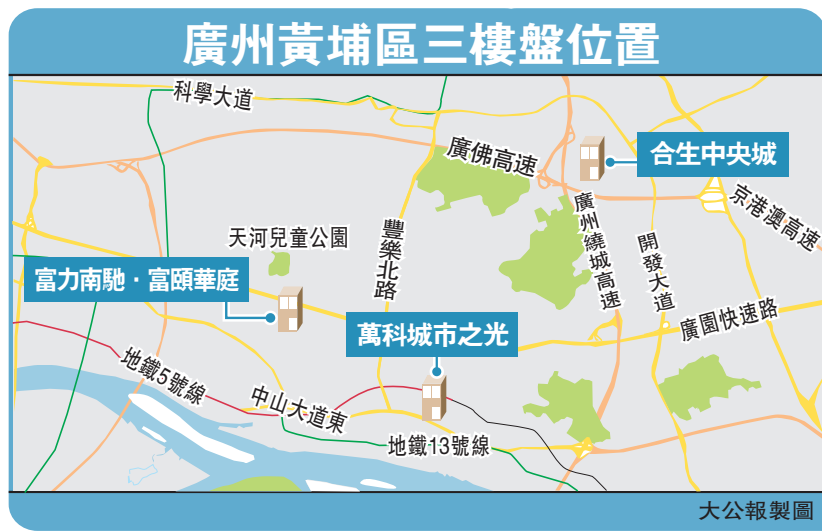 廣州黃埔區三樓盤位置
科學大道
廣佛高速
合生中央城
京港澳高速
天河兒童公園
豐樂北路
廣州繞城高速
開發大道
富力南馳·富頤華庭
萬科城市之光
廣園快速路
地鐵5號線
中山大道東
地鐵13號線
大公報製圖